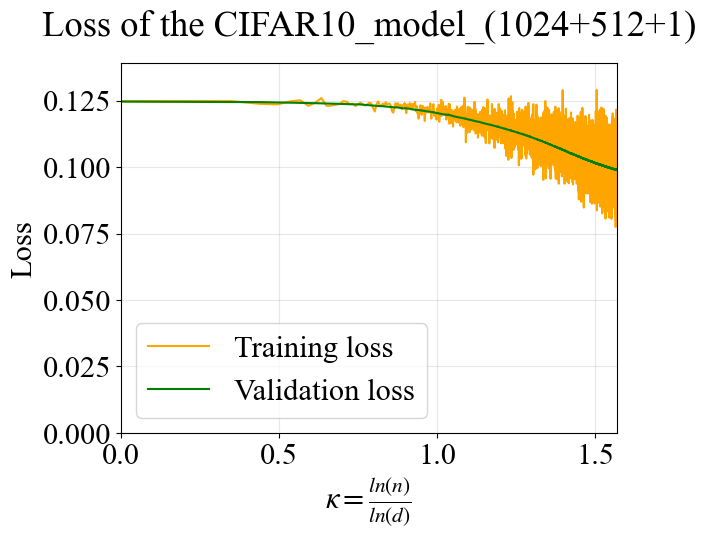 Loss of the CIFAR10_model_(1024+512+1)
Loss
0.125
0.100
0.075
0.050
0.025
0.000
Training loss
Validation loss
0.0 0.5 1.0 1.5
κ = ln(n)/ln(d)